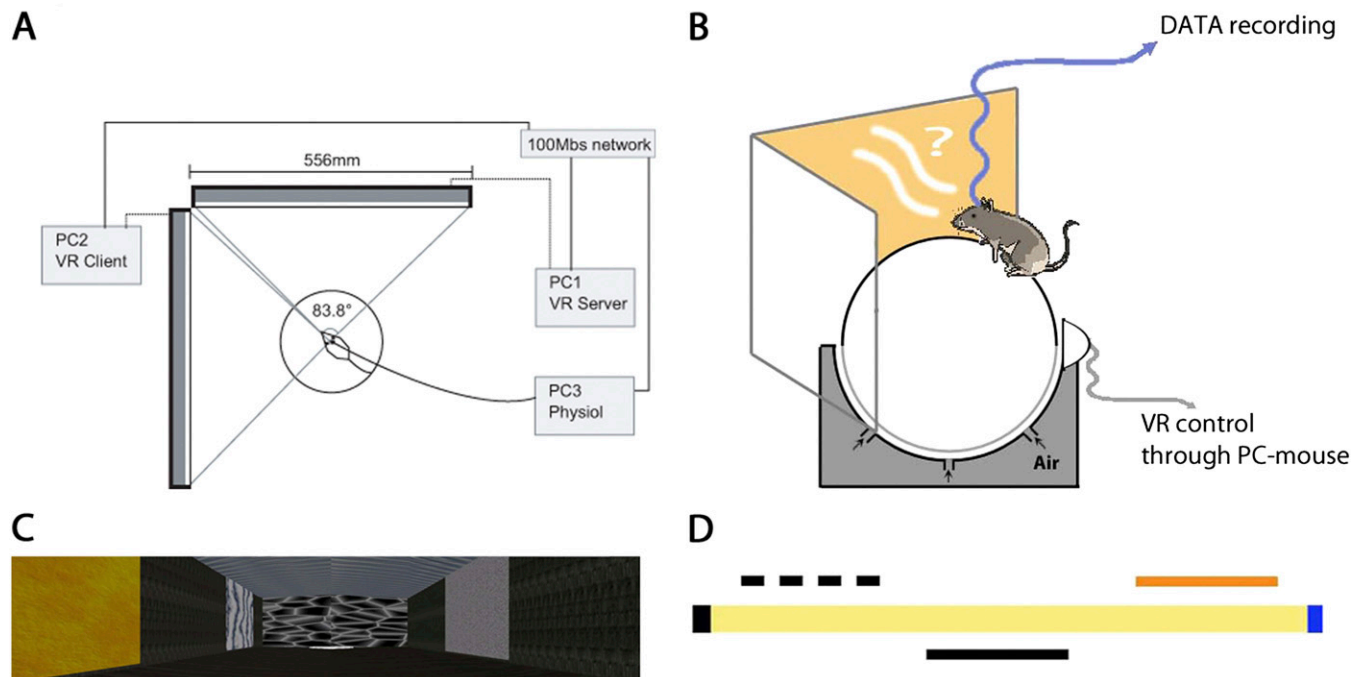 A
556mm
100Mbs network
PC2
VR Client
PC1
VR Server
83.8°
PC3
Physiol
B
DATA recording
?
Air
VR control
through PC-mouse
C
D